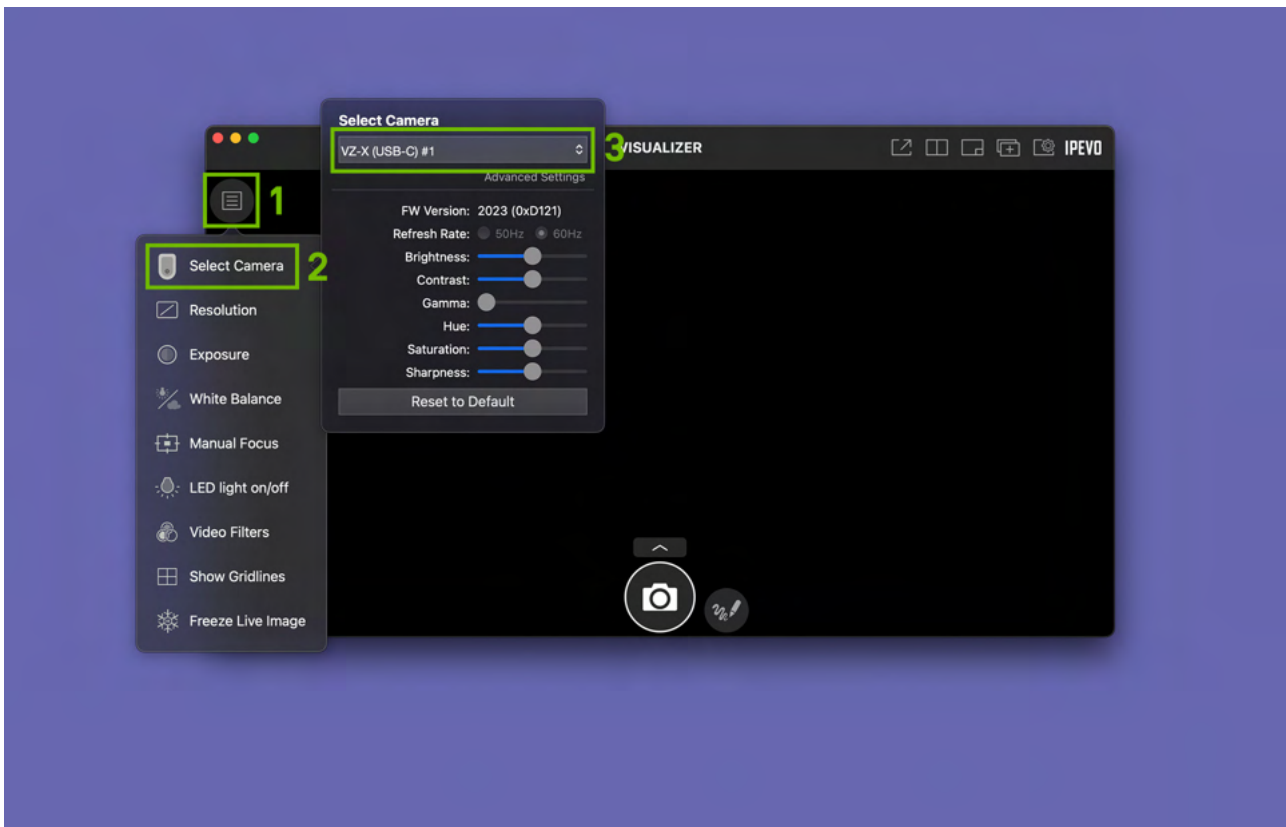 Select Camera
VZ-X (USB-C) #1
3
VISUALIZER
IPEVO
Advanced Settings
1
FW Version: 2023 (0xD121)
Refresh Rate: 50Hz 60Hz
Brightness:
Contrast:
Gamma:
Hue:
Saturation:
Sharpness:
Reset to Default
Select Camera
2
Resolution
Exposure
White Balance
Manual Focus
LED light on/off
Video Filters
Show Gridlines
Freeze Live Image